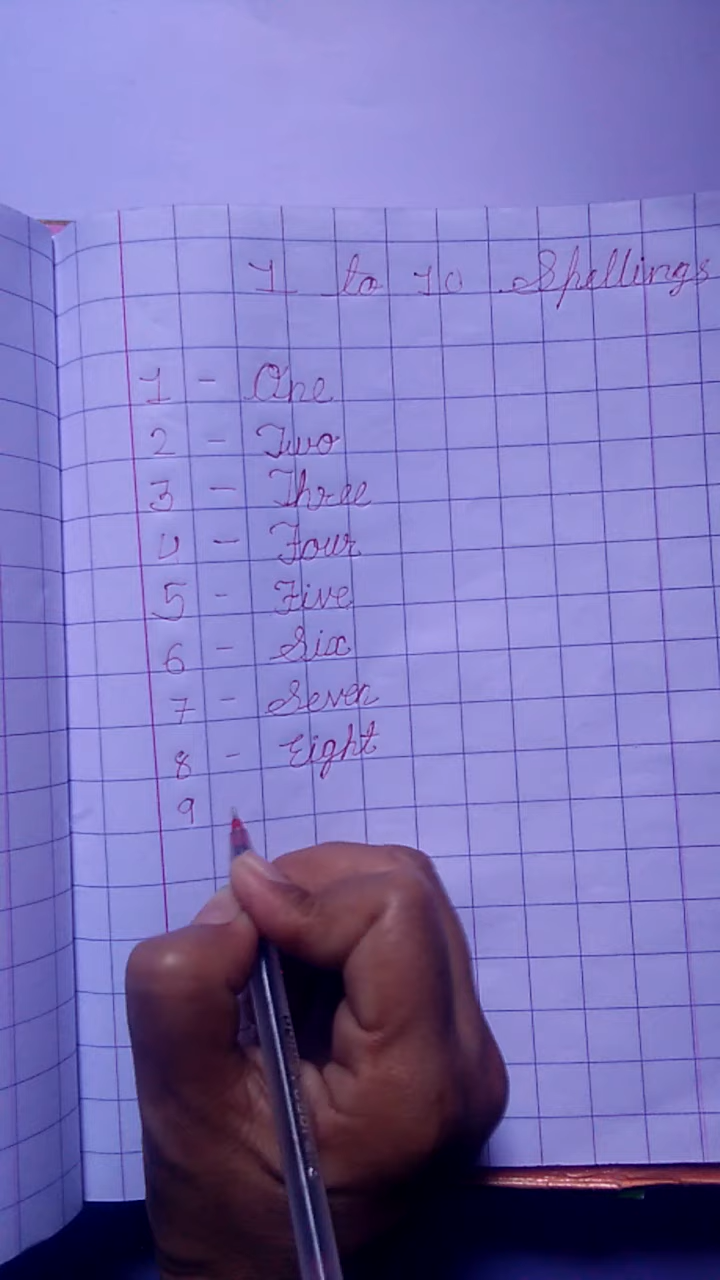 1 to 10 Spellings
1 - One
2 - Two
3 - Three
4 - Four
5 - Five
6 - Six
7 - Seven
8 - Eight
9